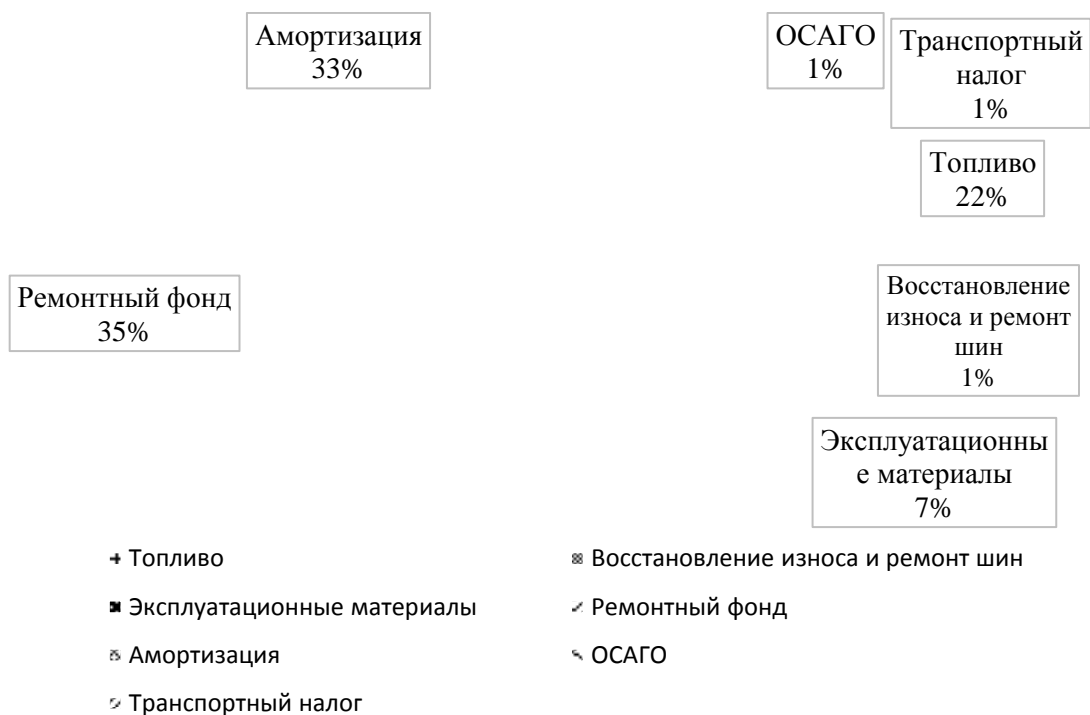 Амортизация
33%
ОСАГО
1%
Транспортный
налог
1%
Топливо
22%
Ремонтный фонд
35%
Восстановление
износа и ремонт
шин
1%
Эксплуатационны
е материалы
7%
Топливо
Восстановление износа и ремонт шин
Эксплуатационные материалы
Ремонтный фонд
Амортизация
ОСАГО
Транспортный налог